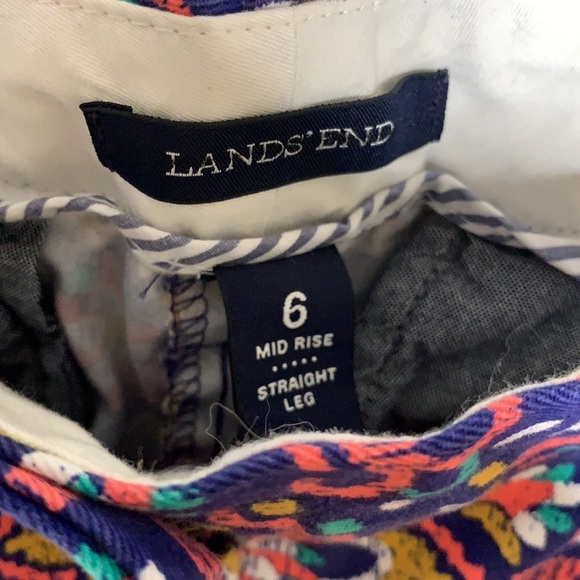 LANDS' END
6
MID RISE
.....
STRAIGHT
LEG